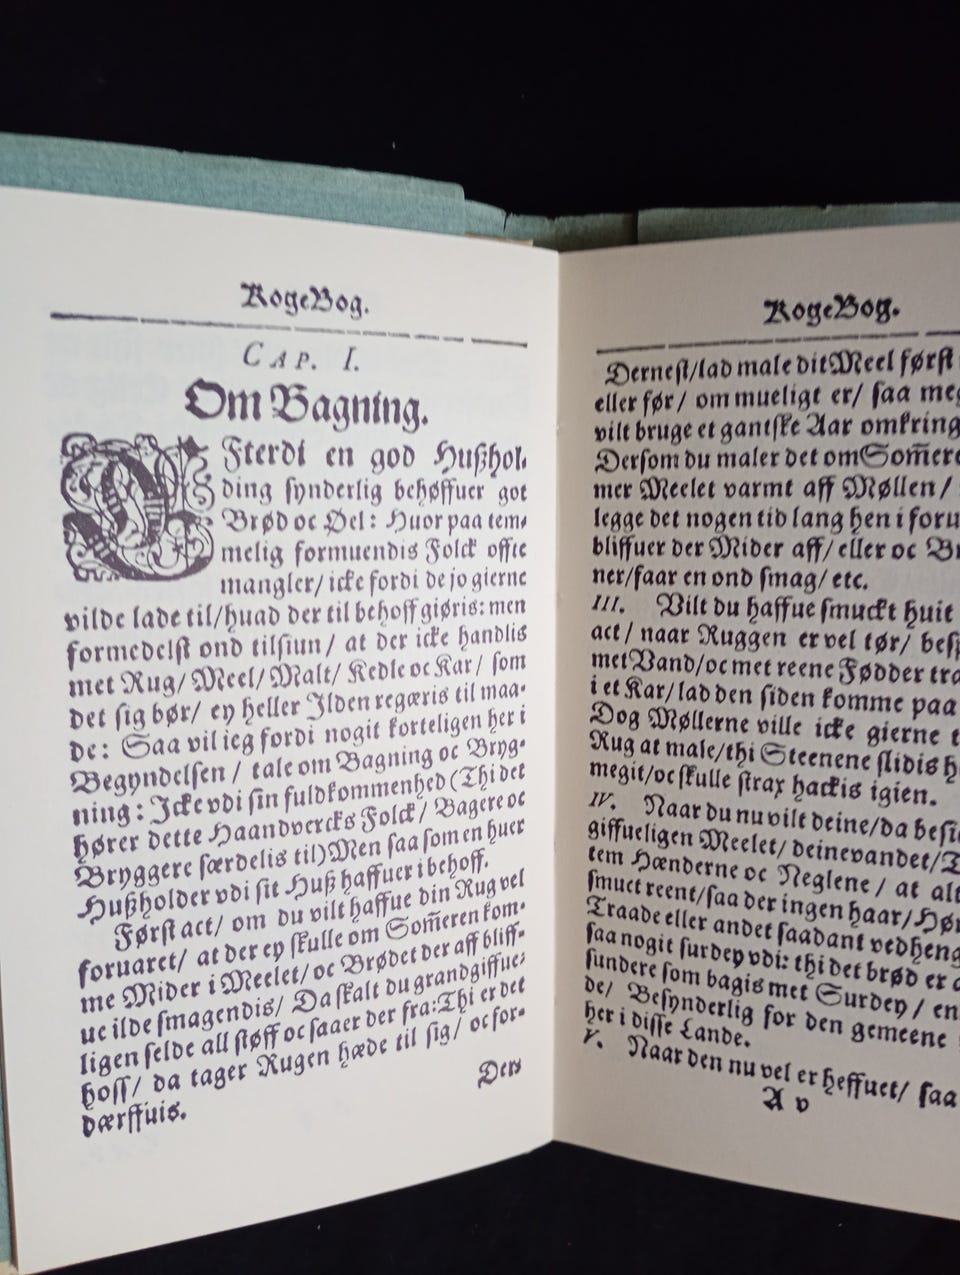 KogeBog.
CAP. I.
Om Bagning.
EFterdi en god Hußhol-
ding synderlig behøffuer got
Brød oc Øel: Huor paa tem-
melig formuendis Folck offte
mangler/ icke fordi de jo gierne
vilde lade til/huad der til behoff giøris: men
formedelst ond tilsiun/ at der icke handlis
met Rug/ Meel/ Malt/ Kedle oc Kar/ som
det sig bør/ ey heller Ilden regæris til maa-
de: Saa vil ieg fordi nogit korteligen her i
Begyndelsen/ tale om Bagning oc Bryg-
ning: Icke vdi sin fuldkommenhed (Thi det
hører dette Haandvercks Folck/ Bagere oc
Bryggere særdelis til) Men saa som en huer
Hußholder vdi sit Huß haffuer i behoff.
Først act/ om du vilt haffue din Rug vel
foruaret/ at der ey skulle om Som̃eren kom-
me Mider i Meelet/ oc Brødet der aff bliff-
ue ilde smagendis/ Da skalt du grandgiffue-
ligen selde all støff oc saaer der fra: Thi er det
hoss/ da tager Rugen hæde til sig/ oc for-
dærffuis.
Ders
KogeBog.
Dernest/lad male dit Meel først
eller før/ om mueligt er/ saa meg
vilt bruge et gantske Aar omkring
Dersom du maler det om Som̃ere
mer Meelet varmt aff Møllen/
legge det nogen tid lang hen i foru
bliffuer der Mider aff/ eller oc Br
ner/faar en ond smag/ etc.
III. Vilt du haffue smuckt huit
act/ naar Ruggen er vel tør/ besp
met Vand/oc met reene Fødder tra
i et Kar/ lad den siden komme paa
Dog Møllerne ville icke gierne t
Rug at male/thi Steenene slidis h
megit/oc skulle strax hackis igien.
IV. Naar du nu vilt deine/da besi
giffueligen Meelet/ deinevandet/T
tem Hænderne oc Neglene/ at alt
smuct reent/saa der ingen haar/Hør
Traade eller andet saadant vedheng
saa nogit surdey vdi: thi det brød er
sundere som bagis met Surdey/ en
de/ Besynderlig for den gemeene
her i disse Lande.
V. Naar den nu vel er heffuet/ saa
A v